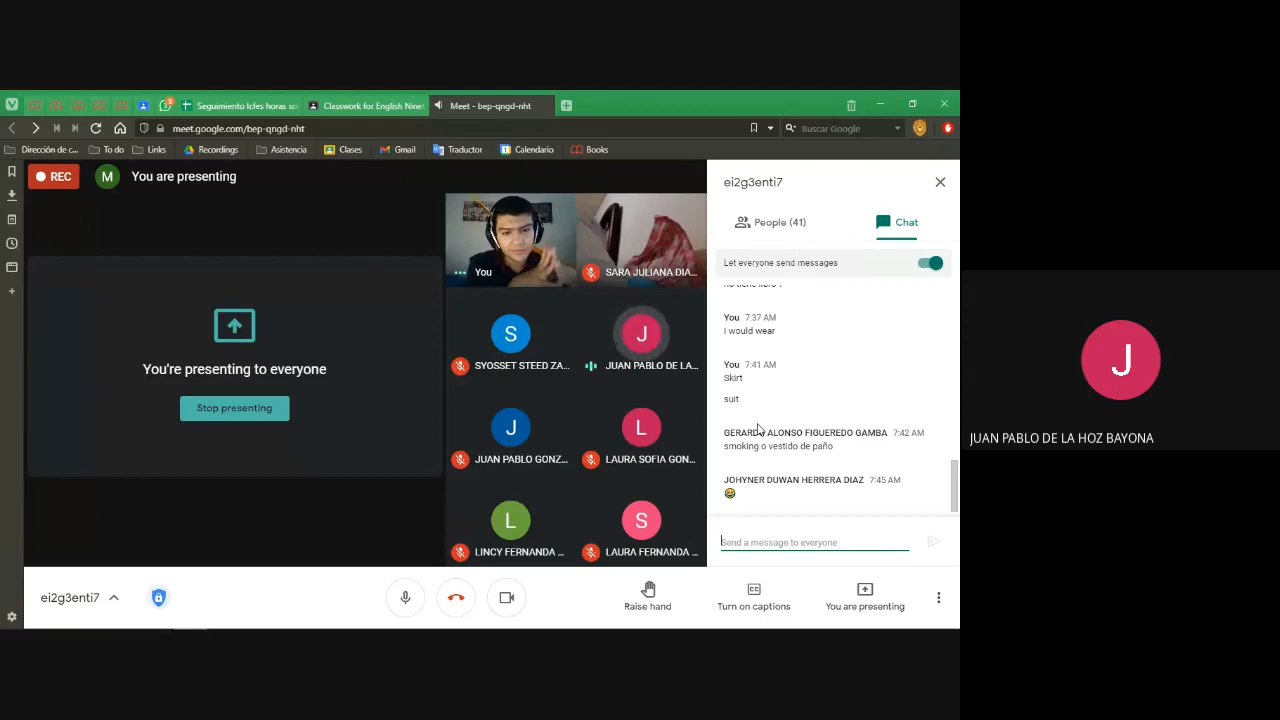 3
Seguimiento Icfes horas so
Classwork for English Nine
Meet - bep-qngd-nht
meet.google.com/bep-qngd-nht
Buscar Google
Dirección de c...
To do
Links
Recordings
Asistencia
Clases
Gmail
Traductor
Calendario
Books
REC
M
You are presenting
You're presenting to everyone
Stop presenting
You
SARA JULIANA DIA...
S
SYOSSET STEED ZA...
J
JUAN PABLO DE LA...
J
JUAN PABLO GONZ...
L
LAURA SOFIA GON...
L
LINCY FERNANDA ...
S
LAURA FERNANDA ...
ei2g3enti7
People (41)
Chat
Let everyone send messages
no tiene libro ?
You 7:37 AM
I would wear
You 7:41 AM
Skirt
suit
GERARDO ALONSO FIGUEREDO GAMBA 7:42 AM
smoking o vestido de paño
JOHYNER DUWAN HERRERA DIAZ 7:45 AM
Send a message to everyone
ei2g3enti7
Raise hand
Turn on captions
You are presenting
J
JUAN PABLO DE LA HOZ BAYONA